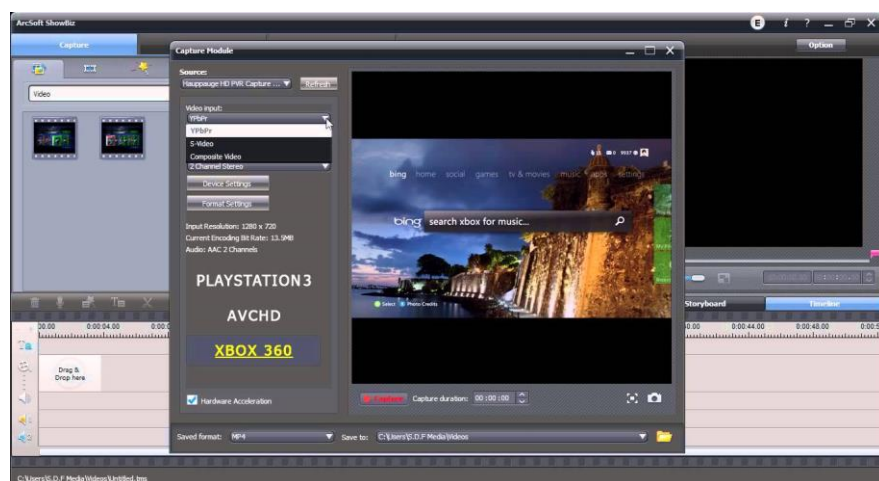 ArcSoft ShowBiz
E i ?
Capture
Option
Video
Capture Module
Source:
Hauppauge HD PVR Capture ...
Refresh
Video input:
YPbPr
YPbPr
S-Video
Composite Video
2 Channel Stereo
Device Settings
Format Settings
Input Resolution: 1280 x 720
Current Encoding Bit Rate: 13.5MB
Audio: AAC 2 Channels
PLAYSTATION3
AVCHD
XBOX 360
Hardware Acceleration
bing home social games tv & movies music apps settings
bing search xbox for music...
Select Photo Credits
Capture Capture duration: 00:00:00
Saved format: MP4
Save to: C:\Users\S.D.F Media\Videos
Storyboard
Timeline
0:00:04.00
0:00:44.00 0:00:48.00
Drag &
Drop here
C:\Users\S.D.F Media\Videos\Untitled.tms